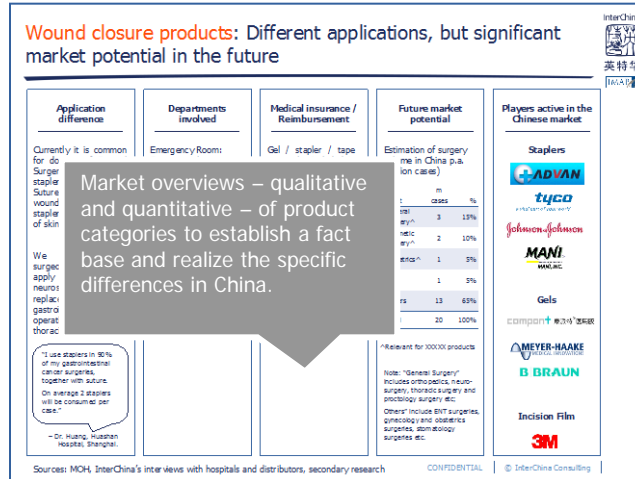 Wound closure products: Different applications, but significant
market potential in the future
InterChina
英特华
Application
difference
Currently it is common
for do
Surger
stapler
Suture
wound
stapler
of skin
We
surged
apply
neuros
replac
gastroi
operat
thorac
"I use staplers in 90%
of my gastrointestinal
cancer surgeries,
together with suture.
On average 2 staplers
will be consumed per
case."
– Dr. Huang, Huashan
Hospital, Shanghai.
Departments
involved
Emergency Room:
Medical insurance /
Reimbursement
Gel / stapler / tape
Market overviews – qualitative
and quantitative – of product
categories to establish a fact
base and realize the specific
differences in China.
Future market
potential
Estimation of surgery
me in China p.a.
ion cases)
m
cases %
3 15%
2 10%
1 5%
1 5%
13 65%
20 100%
^Relevant for XXXXX products
Note: "General Surgery"
includes orthopedics, neuro-
surgery, thoracic surgery and
proctology surgery etc;
Others" include ENT surgeries,
gynecology and obstetrics
surgeries, stomatology
surgeries etc.
Players active in the
Chinese market
Staplers
ADVAN
tyco
Johnson & Johnson
MANI
MANI, INC.
Gels
compont
MEYER-HAAKE
MEDICAL INNOVATIONS
B BRAUN
Incision Film
3M
Sources: MOH, InterChina's interviews with hospitals and distributors, secondary research
CONFIDENTIAL
© InterChina Consulting